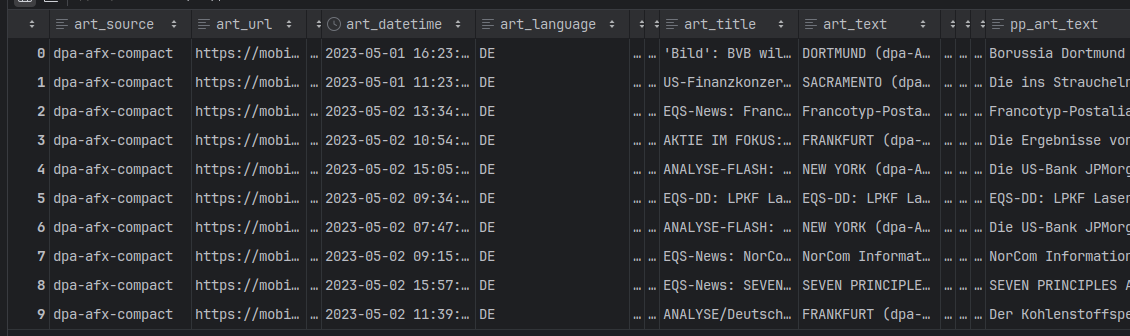 art_source art_url art_datetime art_language art_title art_text pp_art_text
0 dpa-afx-compact https://mobi… … 2023-05-01 16:23:… DE … … 'Bild': BVB wil… DORTMUND (dpa-A… … … … Borussia Dortmund
1 dpa-afx-compact https://mobi… … 2023-05-01 11:23:… DE … … US-Finanzkonzer… SACRAMENTO (dpa… … … … Die ins Straucheln
2 dpa-afx-compact https://mobi… … 2023-05-02 13:34:… DE … … EQS-News: Franc… Francotyp-Posta… … … … Francotyp-Postalia
3 dpa-afx-compact https://mobi… … 2023-05-02 10:54:… DE … … AKTIE IM FOKUS:… FRANKFURT (dpa-… … … … Die Ergebnisse von
4 dpa-afx-compact https://mobi… … 2023-05-02 15:05:… DE … … ANALYSE-FLASH: … NEW YORK (dpa-A… … … … Die US-Bank JPMorg
5 dpa-afx-compact https://mobi… … 2023-05-02 09:34:… DE … … EQS-DD: LPKF La… EQS-DD: LPKF La… … … … EQS-DD: LPKF Laser
6 dpa-afx-compact https://mobi… … 2023-05-02 07:47:… DE … … ANALYSE-FLASH: … NEW YORK (dpa-A… … … … Die US-Bank JPMorg
7 dpa-afx-compact https://mobi… … 2023-05-02 09:15:… DE … … EQS-News: NorCo… NorCom Informat… … … … NorCom Information
8 dpa-afx-compact https://mobi… … 2023-05-02 15:57:… DE … … EQS-News: SEVEN… SEVEN PRINCIPLE… … … … SEVEN PRINCIPLES A
9 dpa-afx-compact https://mobi… … 2023-05-02 11:39:… DE … … ANALYSE/Deutsch… FRANKFURT (dpa-… … … … Der Kohlenstoffspe